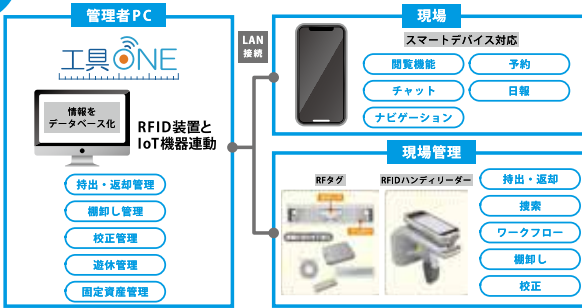 管理者PC
工具ONE
情報を
データベース化
RFID装置と
IoT機器連動
持出・返却管理
棚卸し管理
校正管理
遊休管理
固定資産管理
LAN
接続
現場
スマートデバイス対応
閲覧機能
予約
チャット
日報
ナビゲーション
現場管理
RFタグ
RFIDハンディリーダー
持出・返却
捜索
ワークフロー
棚卸し
校正